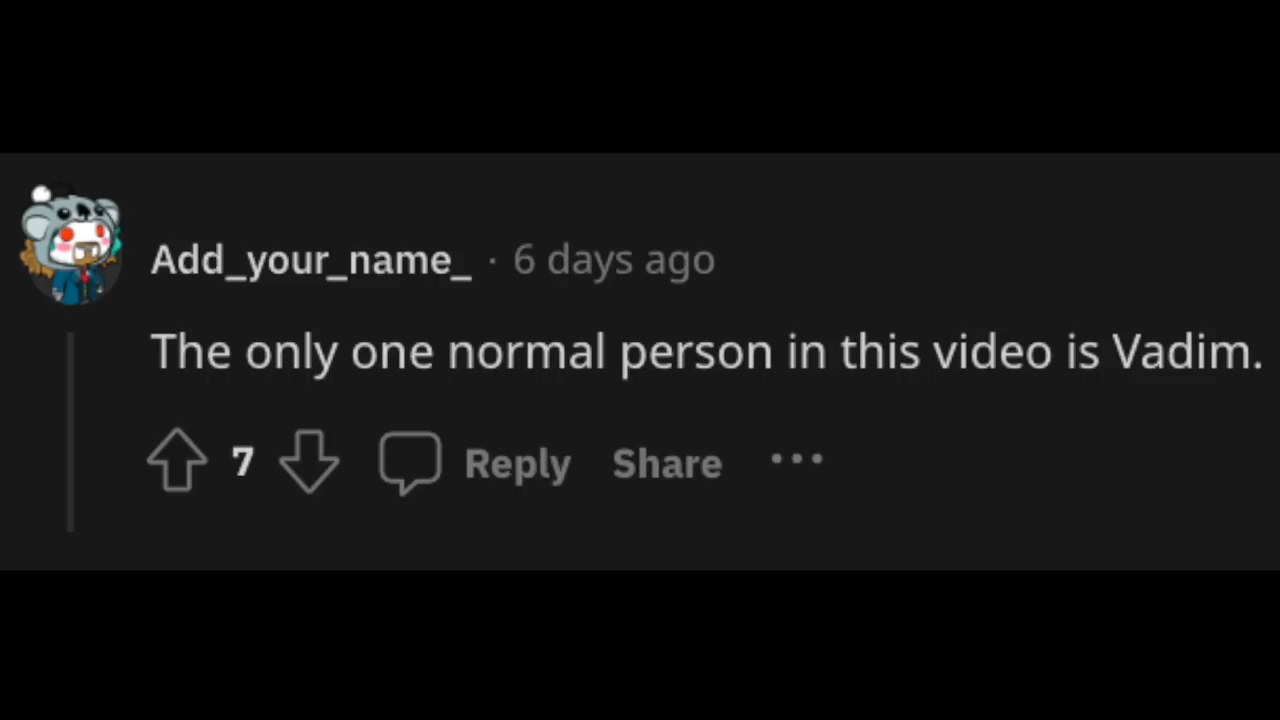 Add_your_name_ · 6 days ago
The only one normal person in this video is Vadim.
7 Reply Share ···